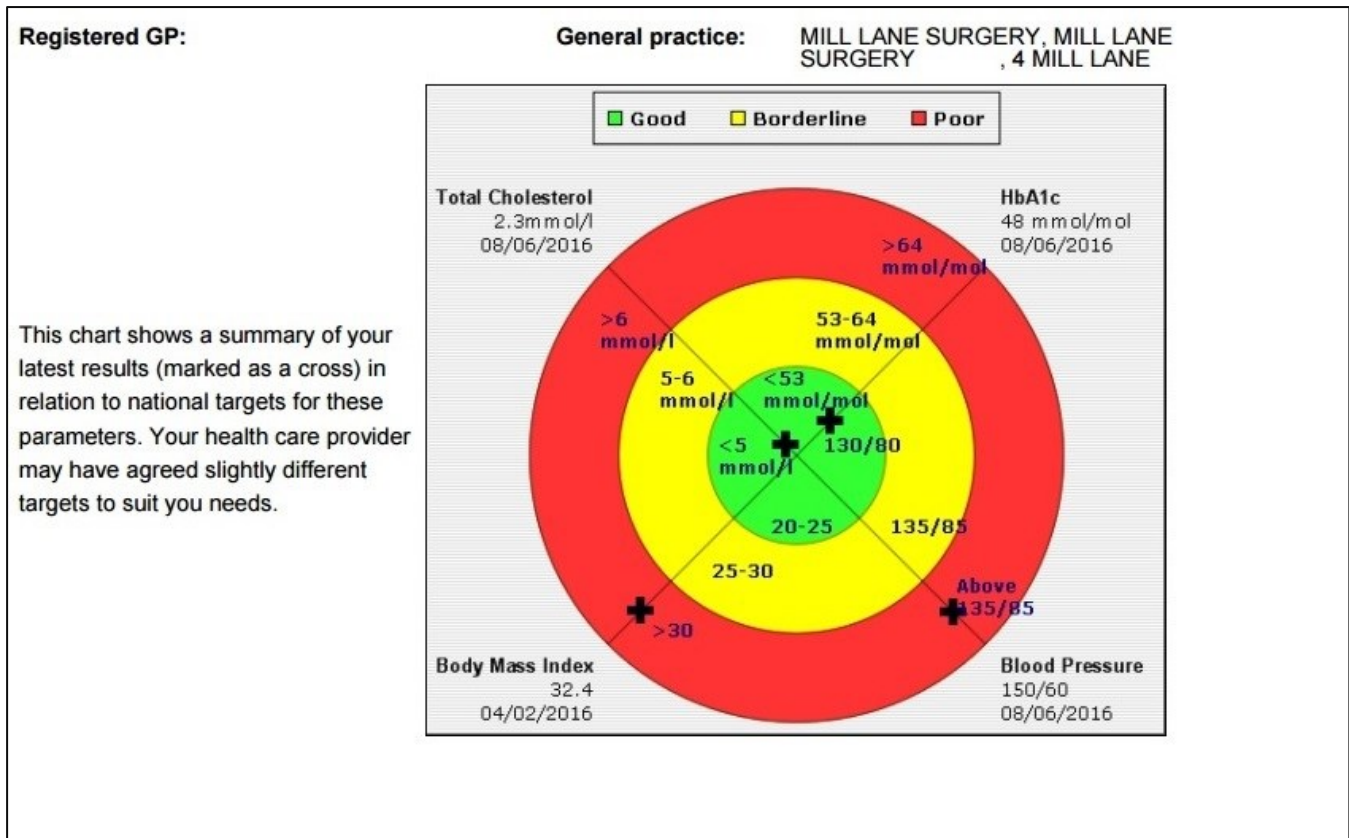 Registered GP:
General practice: MILL LANE SURGERY, MILL LANE
SURGERY , 4 MILL LANE
This chart shows a summary of your
latest results (marked as a cross) in
relation to national targets for these
parameters. Your health care provider
may have agreed slightly different
targets to suit you needs.
Good Borderline Poor
Total Cholesterol
2.3mmol/l
08/06/2016
HbA1c
48 mmol/mol
08/06/2016
>64
mmol/mol
>6
mmol/l
53-64
mmol/mol
5-6
mmol/l
<53
mmol/mol
<5
mmol/l
130/80
20-25
135/85
25-30
Above
135/85
>30
Body Mass Index
32.4
04/02/2016
Blood Pressure
150/60
08/06/2016